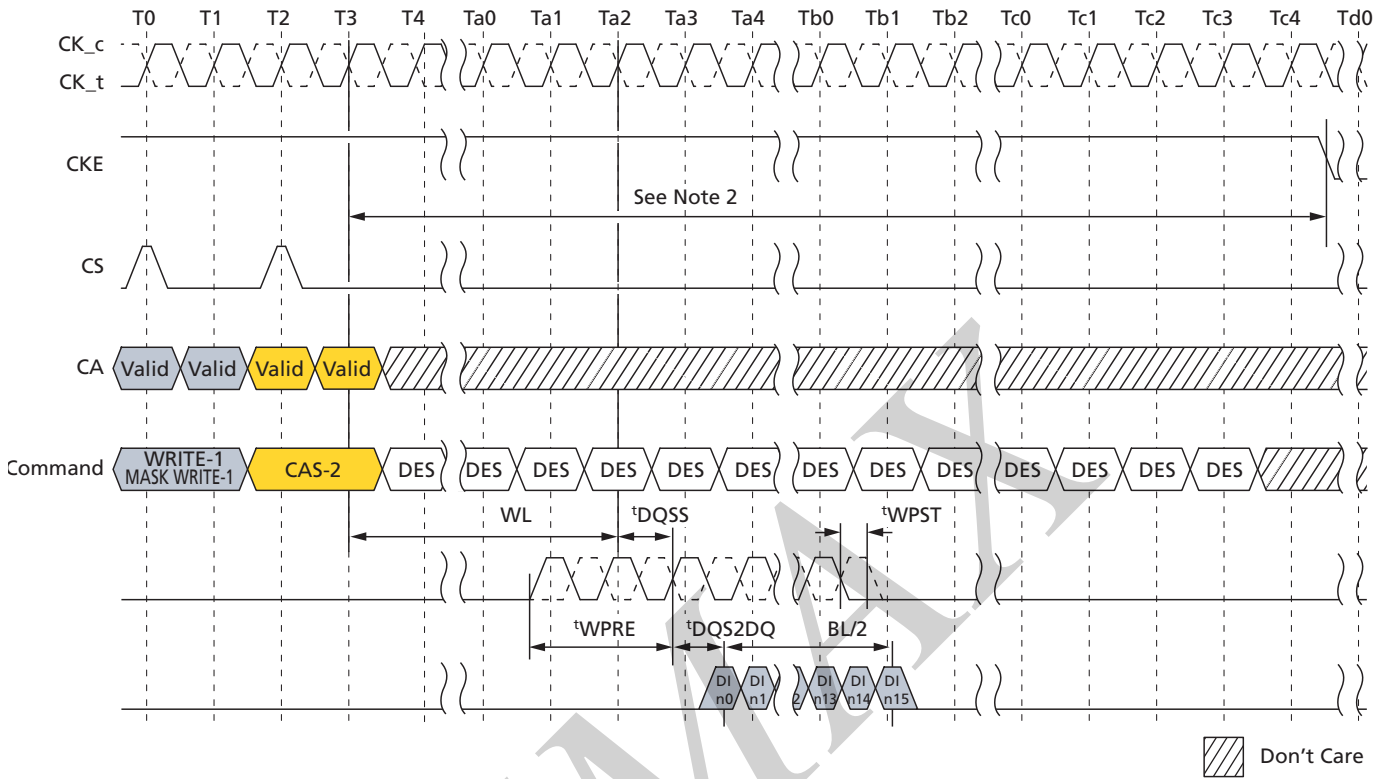 T0 T1 T2 T3 T4 Ta0 Ta1 Ta2 Ta3 Ta4 Tb0 Tb1 Tb2 Tc0 Tc1 Tc2 Tc3 Tc4 Td0
CK_c
CK_t
CKE
See Note 2
CS
CA Valid Valid Valid Valid
Command WRITE-1 MASK WRITE-1 CAS-2 DES DES DES DES DES DES DES DES DES DES DES DES DES
WL tDQSS tWPST
tWPRE tDQS2DQ BL/2
DI n0 DI n1 2 DI n13 DI n14 DI n15
Don't Care